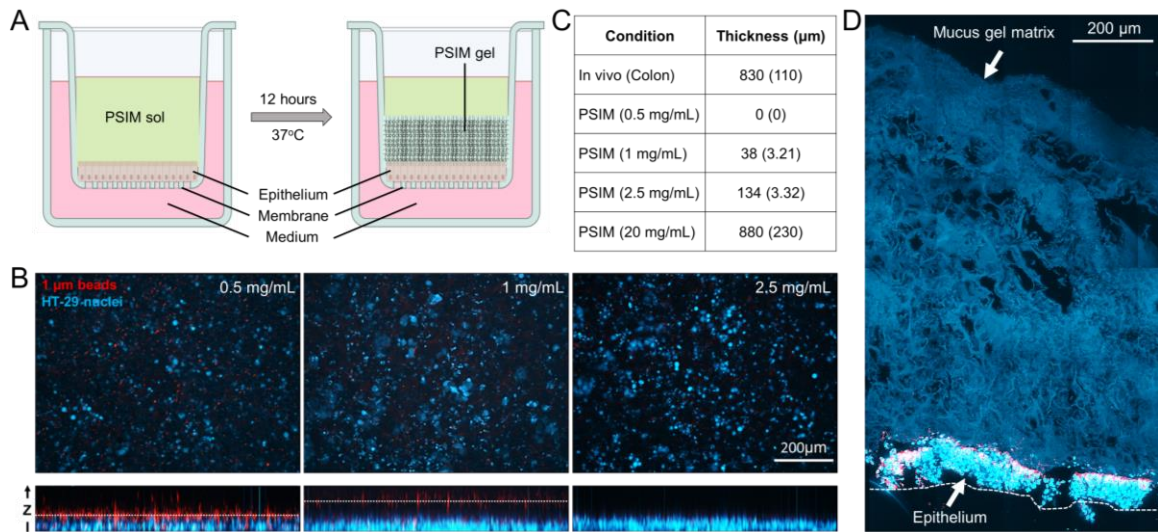 A
PSIM sol
12 hours
37°C
PSIM gel
Epithelium
Membrane
Medium
C
Condition Thickness (µm)
In vivo (Colon) 830 (110)
PSIM (0.5 mg/mL) 0 (0)
PSIM (1 mg/mL) 38 (3.21)
PSIM (2.5 mg/mL) 134 (3.32)
PSIM (20 mg/mL) 880 (230)
B
1 µm beads
HT-29 nuclei
0.5 mg/mL
1 mg/mL
2.5 mg/mL
200µm
Z
D
Mucus gel matrix
200 µm
Epithelium